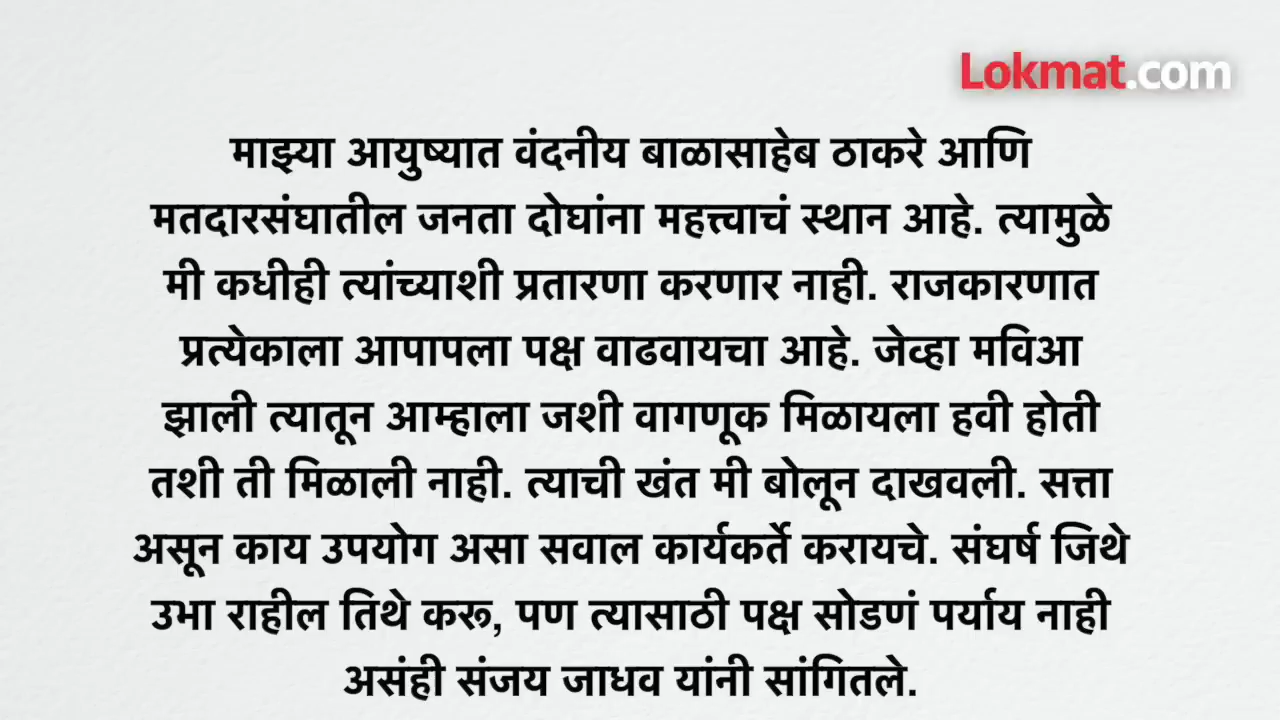 Lokmat.com
माझ्या आयुष्यात वंदनीय बाळासाहेब ठाकरे आणि
मतदारसंघातील जनता दोघांना महत्त्वाचं स्थान आहे. त्यामुळे
मी कधीही त्यांच्याशी प्रतारणा करणार नाही. राजकारणात
प्रत्येकाला आपापला पक्ष वाढवायचा आहे. जेव्हा मविआ
झाली त्यातून आम्हाला जशी वागणूक मिळायला हवी होती
तशी ती मिळाली नाही. त्याची खंत मी बोलून दाखवली. सत्ता
असून काय उपयोग असा सवाल कार्यकर्ते करायचे. संघर्ष जिथे
उभा राहील तिथे करू, पण त्यासाठी पक्ष सोडणं पर्याय नाही
असंही संजय जाधव यांनी सांगितले.